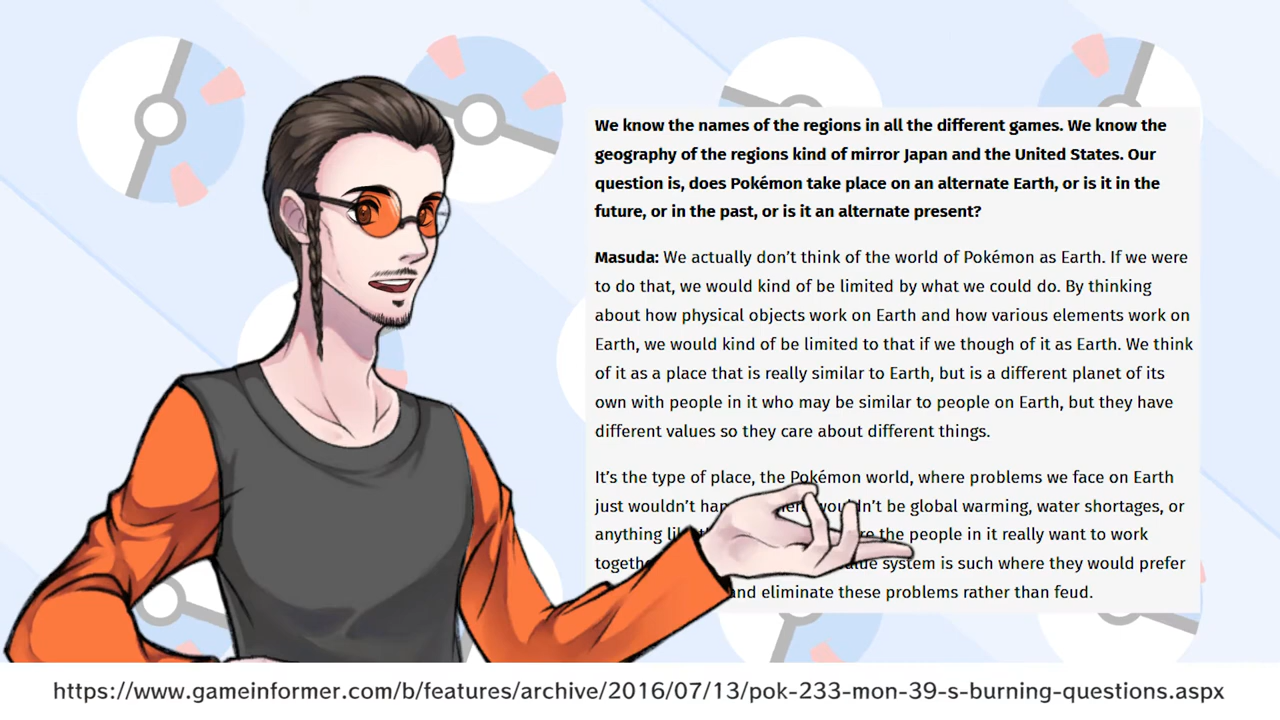 We know the names of the regions in all the different games. We know the
geography of the regions kind of mirror Japan and the United States. Our
question is, does Pokémon take place on an alternate Earth, or is it in the
future, or in the past, or is it an alternate present?
Masuda: We actually don't think of the world of Pokémon as Earth. If we were
to do that, we would kind of be limited by what we could do. By thinking
about how physical objects work on Earth and how various elements work on
Earth, we would kind of be limited to that if we though of it as Earth. We think
of it as a place that is really similar to Earth, but is a different planet of its
own with people in it who may be similar to people on Earth, but they have
different values so they care about different things.
It's the type of place, the Pokémon world, where problems we face on Earth
just wouldn't be global warming, water shortages, or
anything the people in it really want to work
system is such where they would prefer
and eliminate these problems rather than feud.
https://www.gameinformer.com/b/features/archive/2016/07/13/pok-233-mon-39-s-burning-questions.aspx